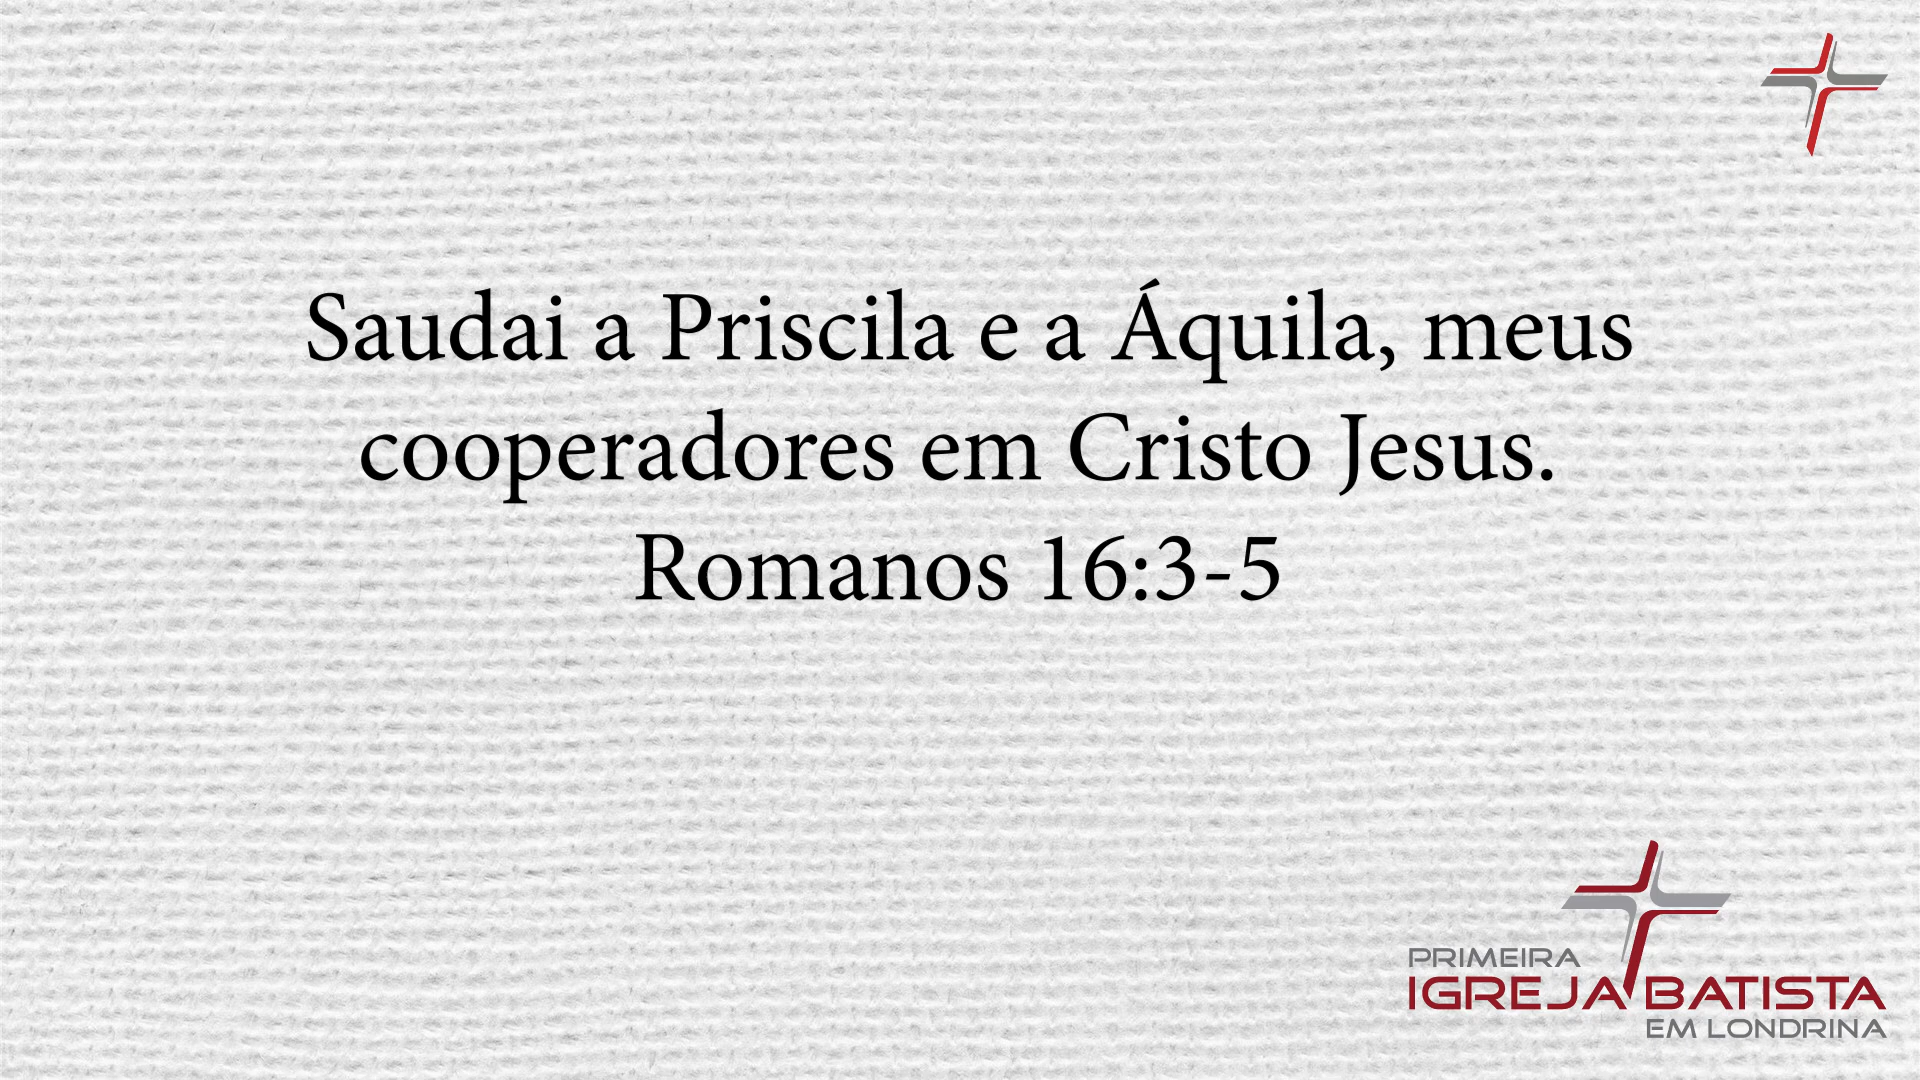 Saudai a Priscila e a Áquila, meus
cooperadores em Cristo Jesus.
Romanos 16:3-5
PRIMEIRA
IGREJA BATISTA
EM LONDRINA